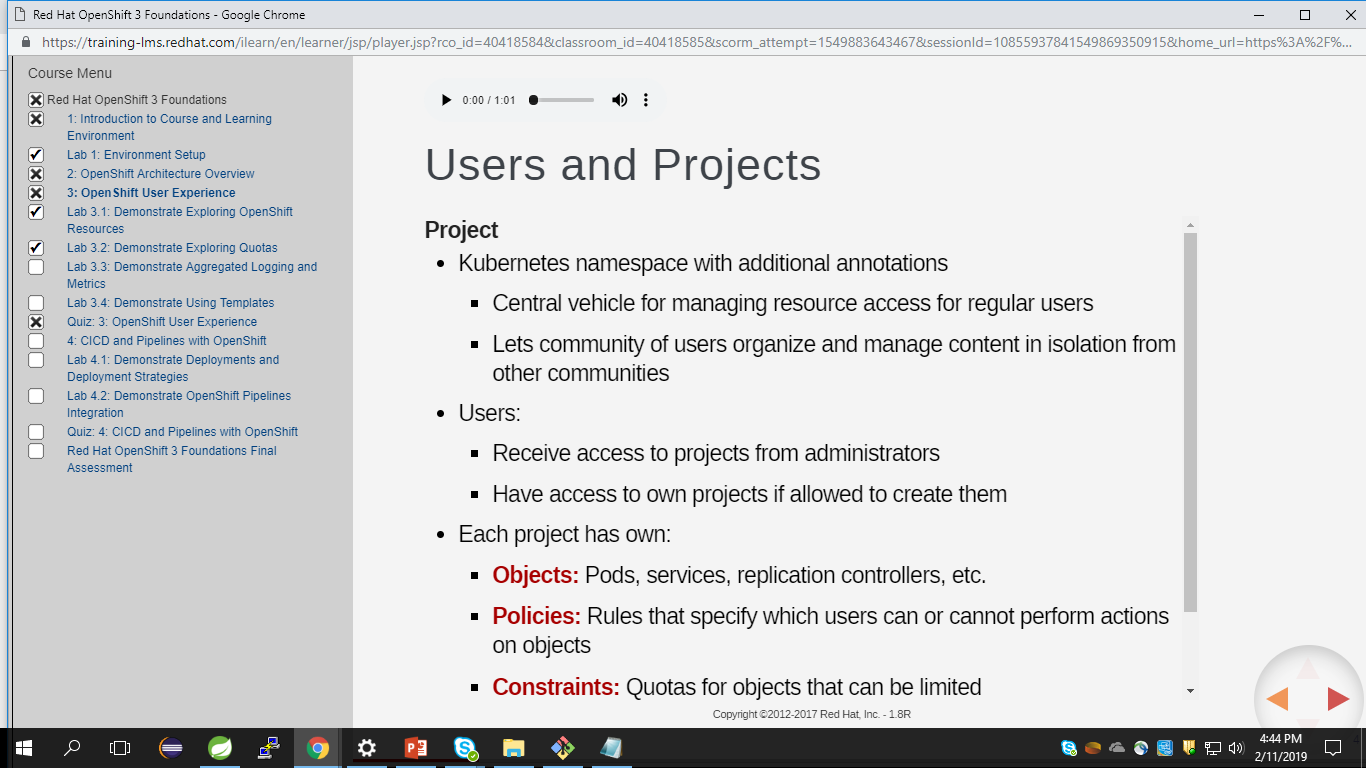 Red Hat OpenShift 3 Foundations - Google Chrome
https://training-lms.redhat.com/ilearn/en/learner/jsp/player.jsp?rco_id=40418584&classroom_id=40418585&scorm_attempt=1549883643467&sessionId=10855937841549869350915&home_url=https%3A%2F%...
Course Menu
Red Hat OpenShift 3 Foundations
1: Introduction to Course and Learning
Environment
Lab 1: Environment Setup
2: OpenShift Architecture Overview
3: OpenShift User Experience
Lab 3.1: Demonstrate Exploring OpenShift
Resources
Lab 3.2: Demonstrate Exploring Quotas
Lab 3.3: Demonstrate Aggregated Logging and
Metrics
Lab 3.4: Demonstrate Using Templates
Quiz: 3: OpenShift User Experience
4: CICD and Pipelines with OpenShift
Lab 4.1: Demonstrate Deployments and
Deployment Strategies
Lab 4.2: Demonstrate OpenShift Pipelines
Integration
Quiz: 4: CICD and Pipelines with OpenShift
Red Hat OpenShift 3 Foundations Final
Assessment
0:00 / 1:01
Users and Projects
Project
• Kubernetes namespace with additional annotations
▪ Central vehicle for managing resource access for regular users
▪ Lets community of users organize and manage content in isolation from
other communities
• Users:
▪ Receive access to projects from administrators
▪ Have access to own projects if allowed to create them
• Each project has own:
▪ Objects: Pods, services, replication controllers, etc.
▪ Policies: Rules that specify which users can or cannot perform actions
on objects
▪ Constraints: Quotas for objects that can be limited
Copyright ©2012-2017 Red Hat, Inc. - 1.8R
4:44 PM
2/11/2019